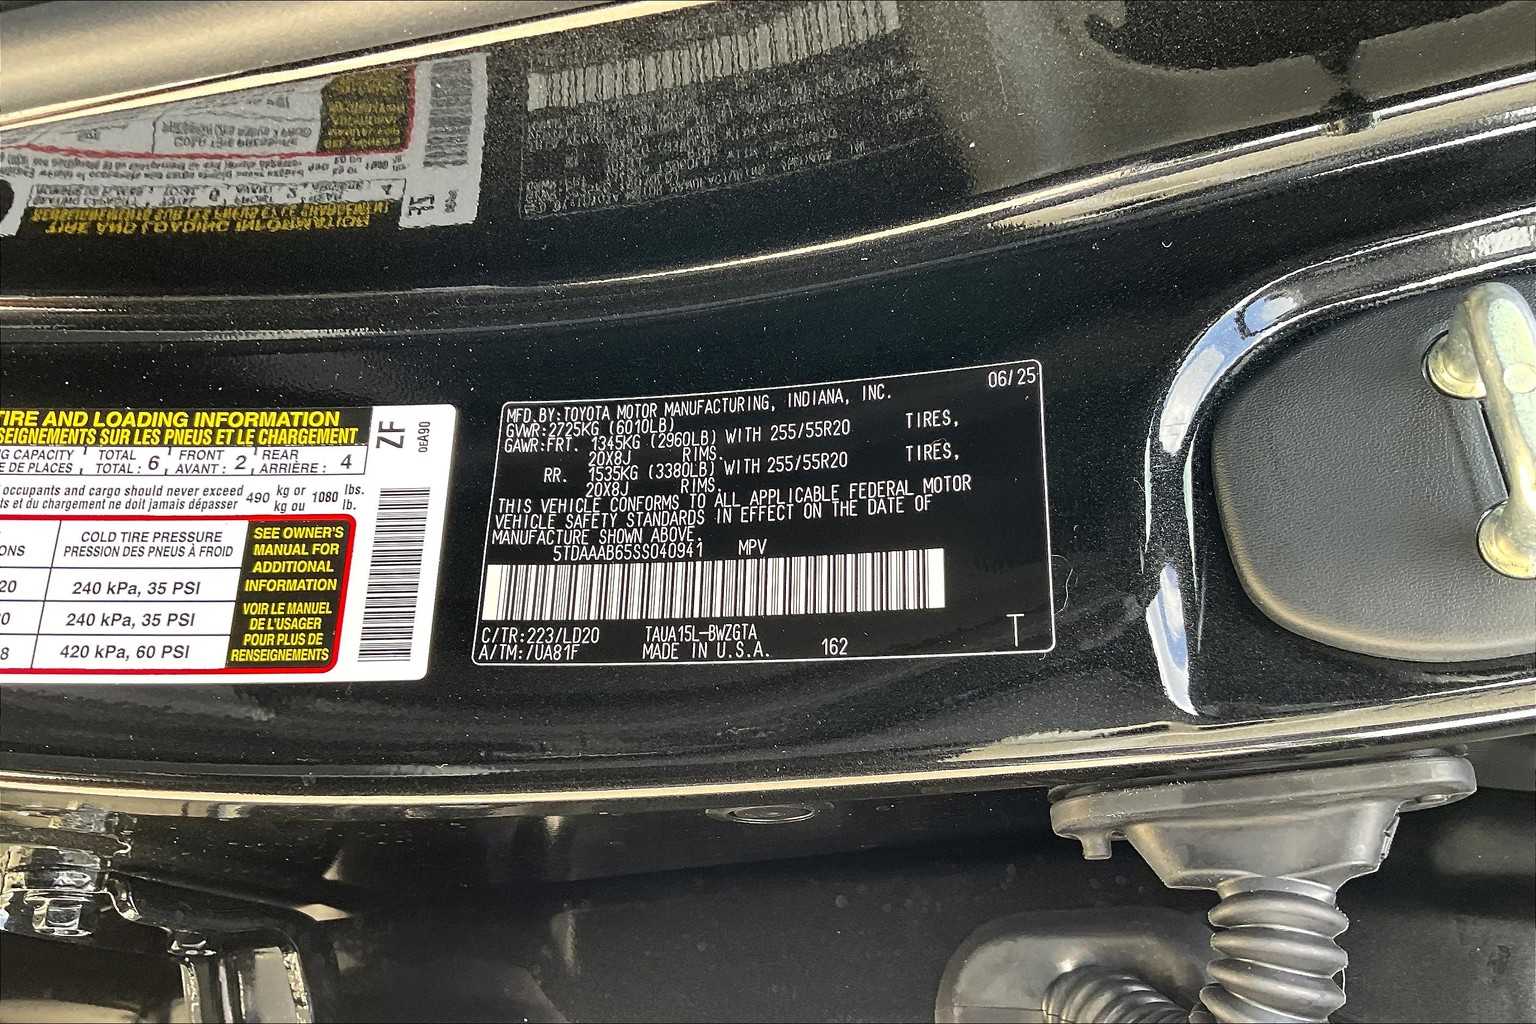 TIRE AND LOADING INFORMATION
SEIGNEMENTS SUR LES PNEUS ET LE CHARGEMENT
G CAPACITY TOTAL FRONT REAR
E DE PLACES TOTAL : 6 AVANT : 2 ARRIÈRE : 4
occupants and cargo should never exceed 490 kg or 1080 lbs.
ts et du chargement ne doit jamais dépasser kg ou lb.
COLD TIRE PRESSURE
ONS PRESSION DES PNEUS À FROID
20 240 kPa, 35 PSI
0 240 kPa, 35 PSI
8 420 kPa, 60 PSI
SEE OWNER'S
MANUAL FOR
ADDITIONAL
INFORMATION
VOIR LE MANUEL
DE L'USAGER
POUR PLUS DE
RENSEIGNEMENTS
ZF
0EA90
06/25
MFD.BY:TOYOTA MOTOR MANUFACTURING, INDIANA, INC.
GVWR:2725KG (6010LB)
GAWR:FRT. 1345KG (2960LB) WITH 255/55R20 TIRES,
20X8J RIMS.
RR. 1535KG (3380LB) WITH 255/55R20 TIRES,
20X8J RIMS.
THIS VEHICLE CONFORMS TO ALL APPLICABLE FEDERAL MOTOR
VEHICLE SAFETY STANDARDS IN EFFECT ON THE DATE OF
MANUFACTURE SHOWN ABOVE.
5TDAAAB65SS040941 MPV
C/TR:223/LD20 TAUA15L-BWZGTA
A/TM:/UA81F MADE IN U.S.A. 162
T